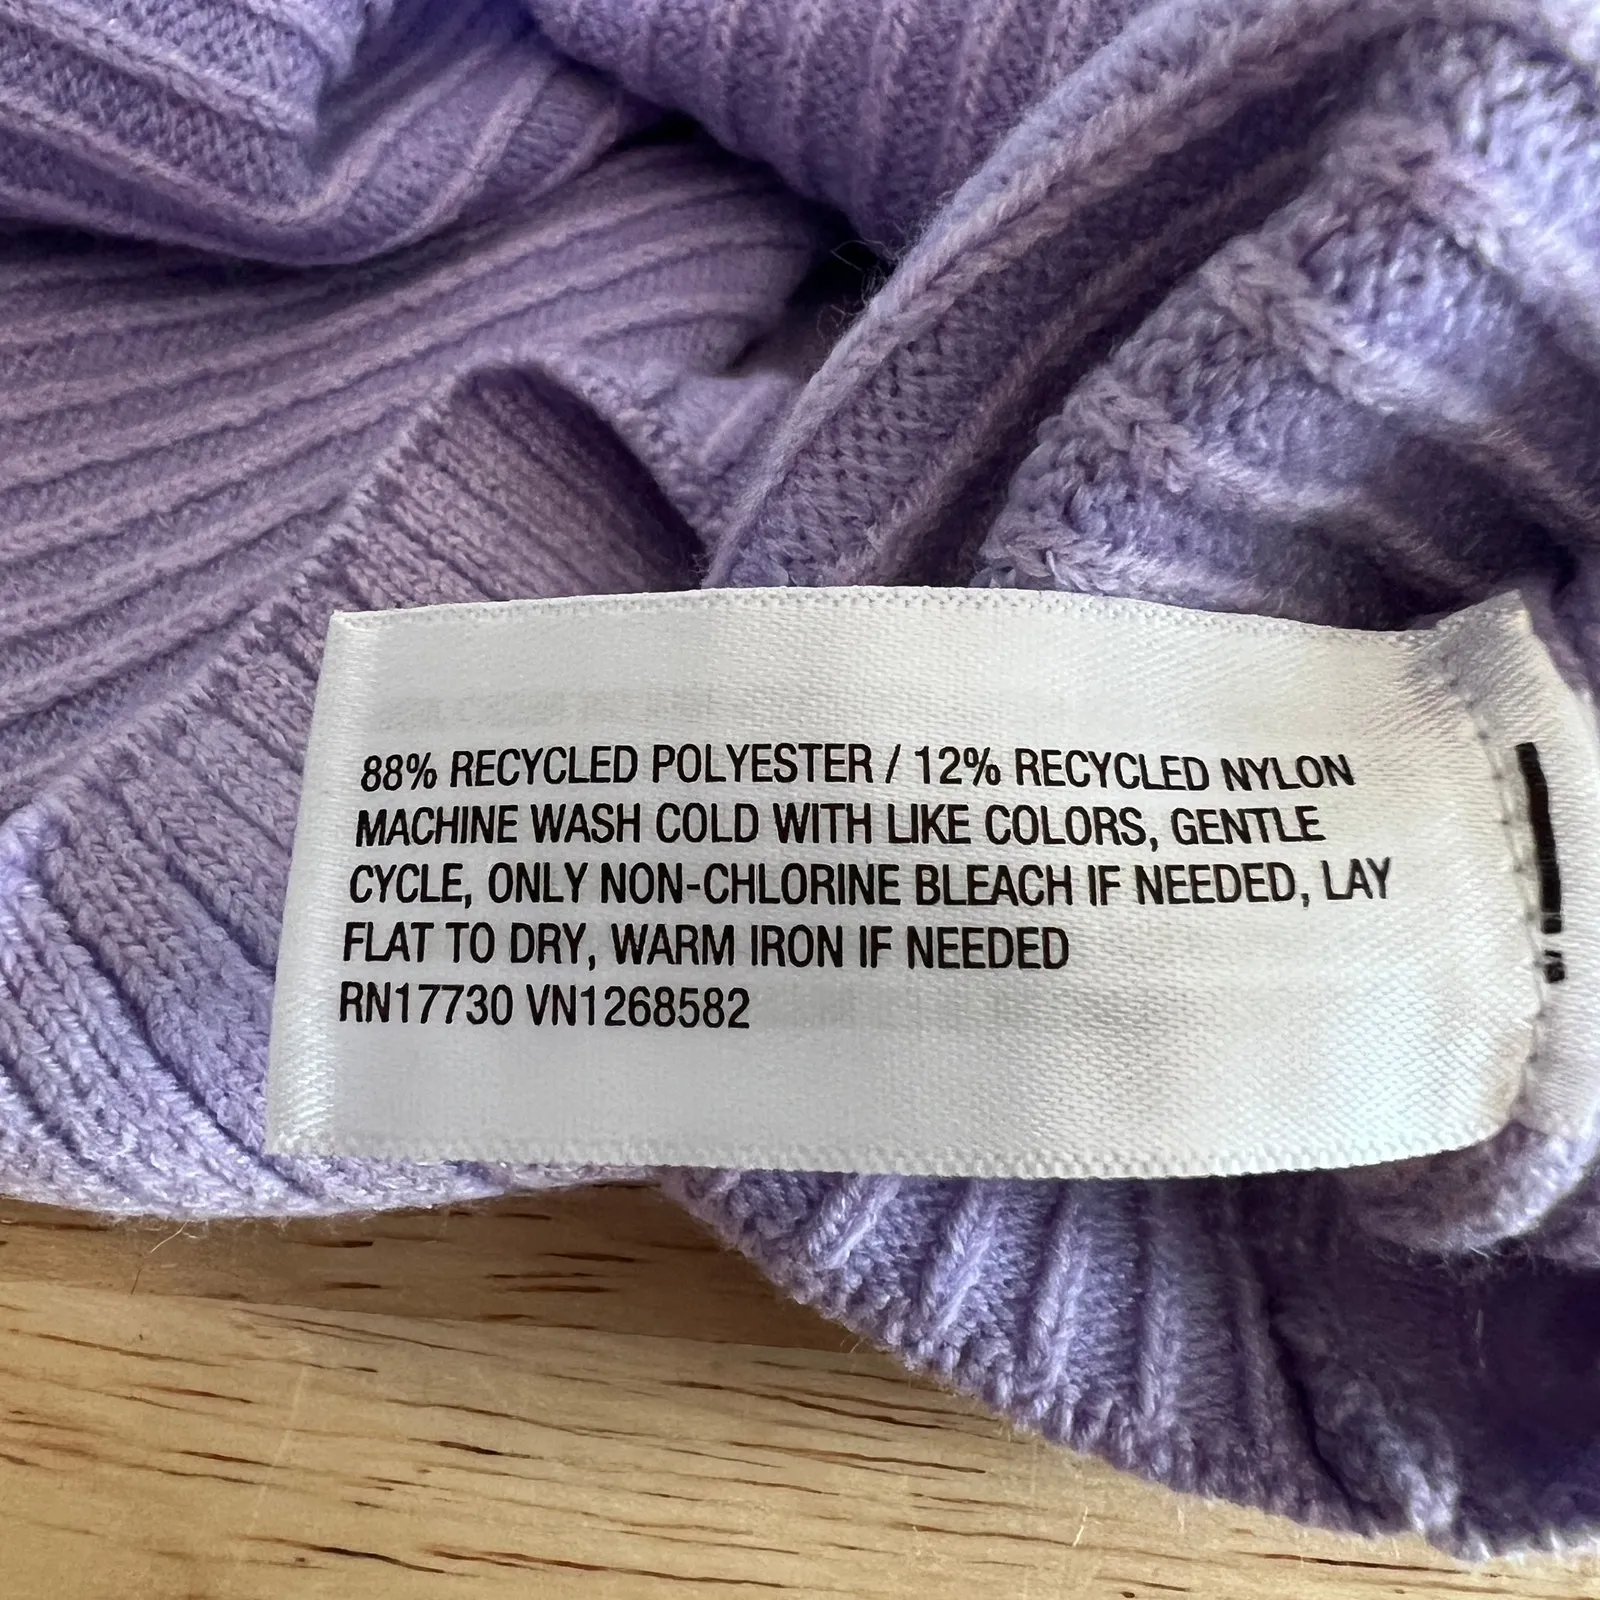 88% RECYCLED POLYESTER / 12% RECYCLED NYLON
MACHINE WASH COLD WITH LIKE COLORS, GENTLE
CYCLE, ONLY NON-CHLORINE BLEACH IF NEEDED, LAY
FLAT TO DRY, WARM IRON IF NEEDED
RN17730 VN1268582